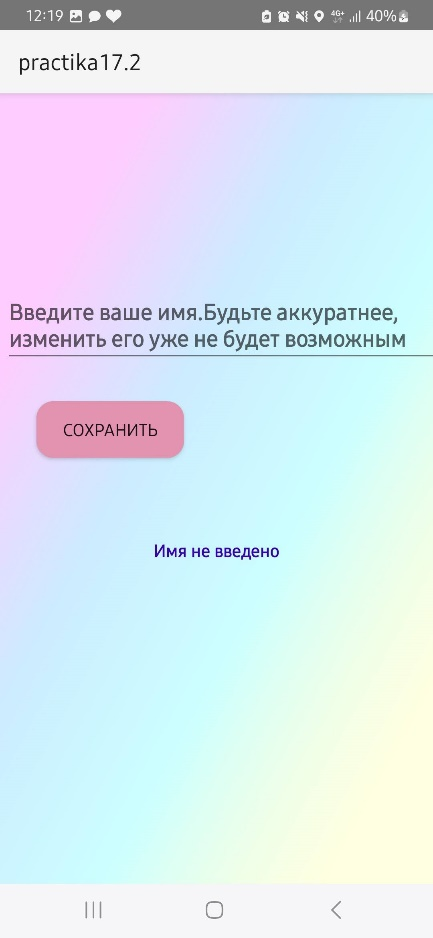 12:19 4G+ 40%
practika17.2
Введите ваше имя.Будьте аккуратнее,
изменить его уже не будет возможным
СОХРАНИТЬ
Имя не введено